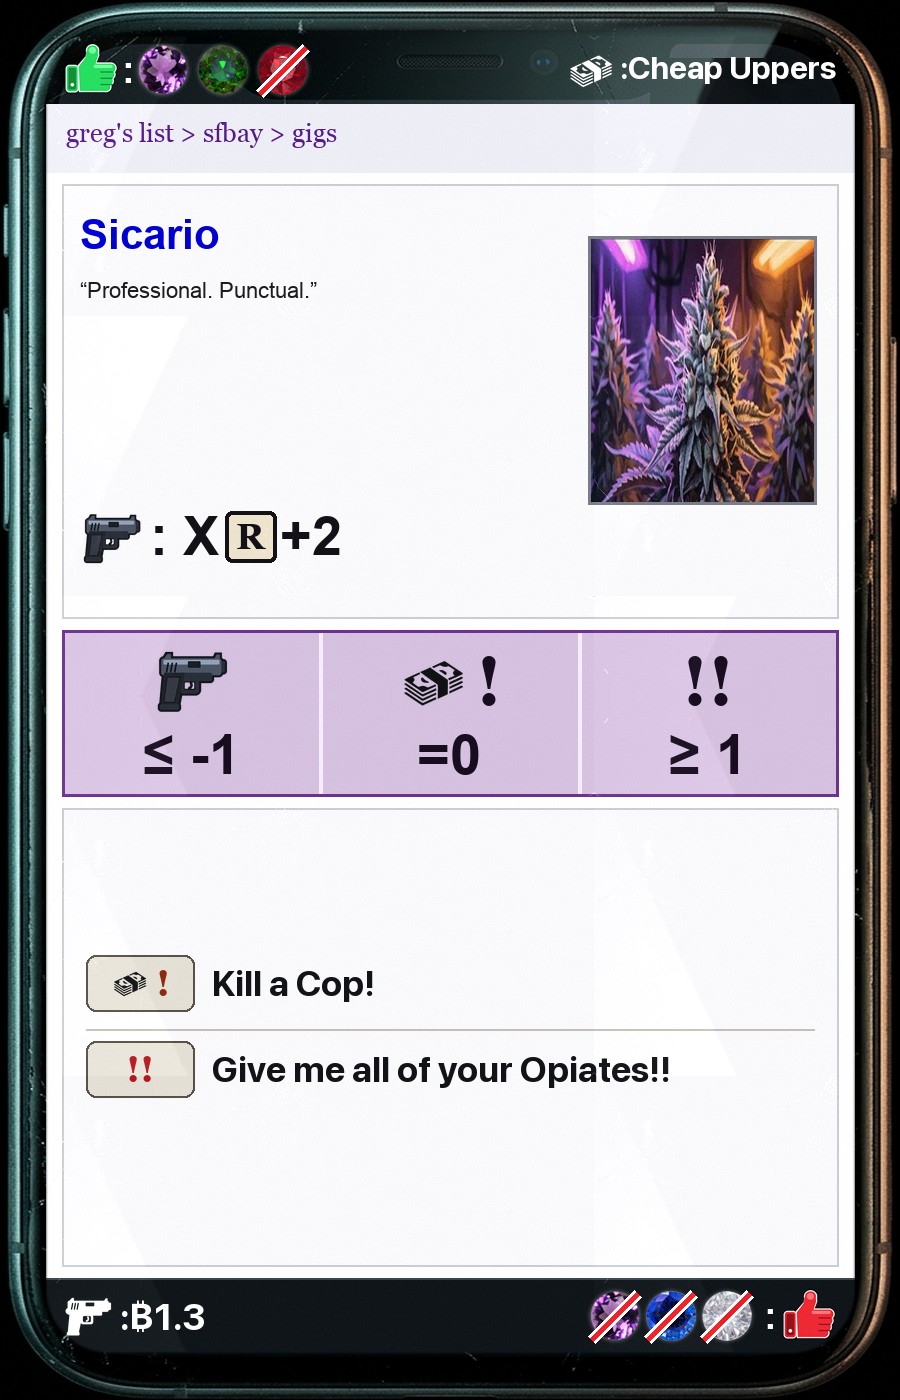 : :Cheap Uppers
greg's list > sfbay > gigs
Sicario
“Professional. Punctual.”
: X R +2
! !!
≤ -1 =0 ≥ 1
! Kill a Cop!
!! Give me all of your Opiates!!
:₿1.3 :